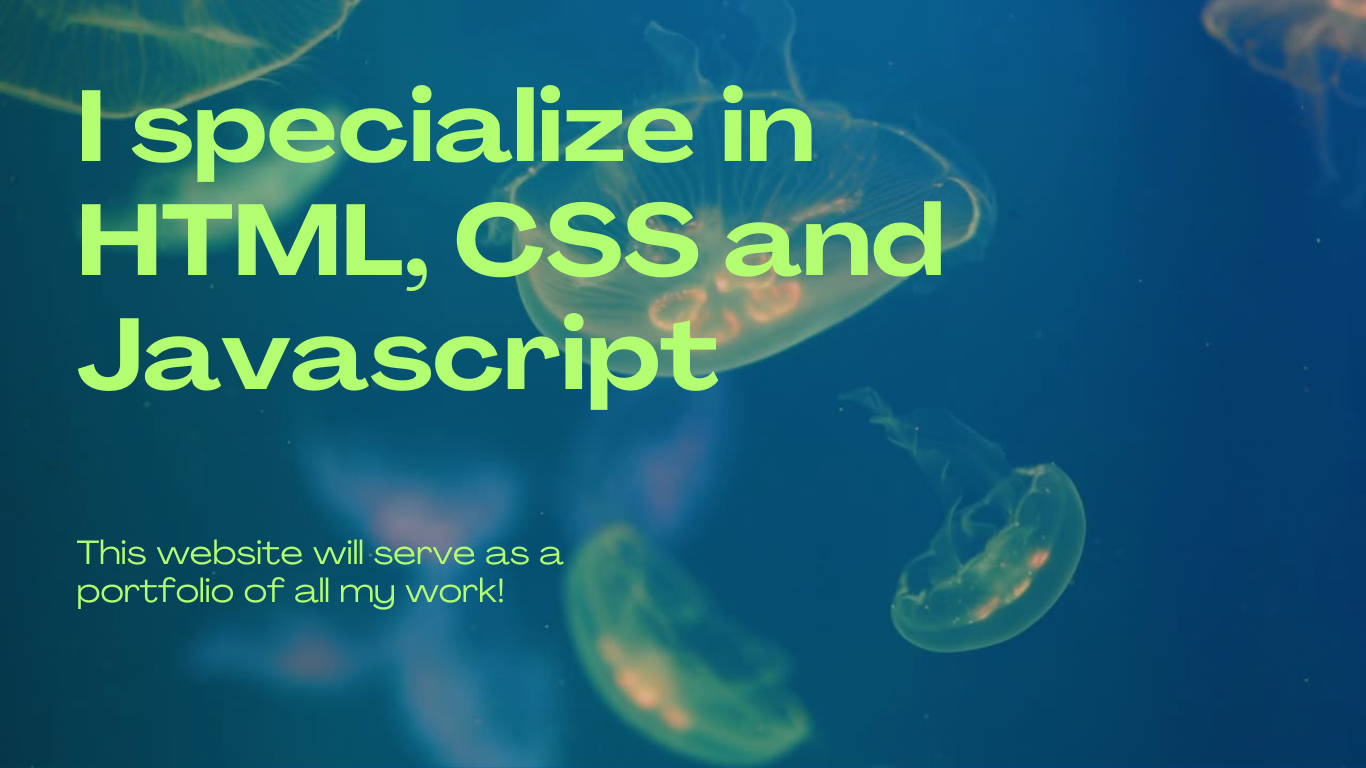 I specialize in
HTML, CSS and
Javascript
This website will serve as a
portfolio of all my work!